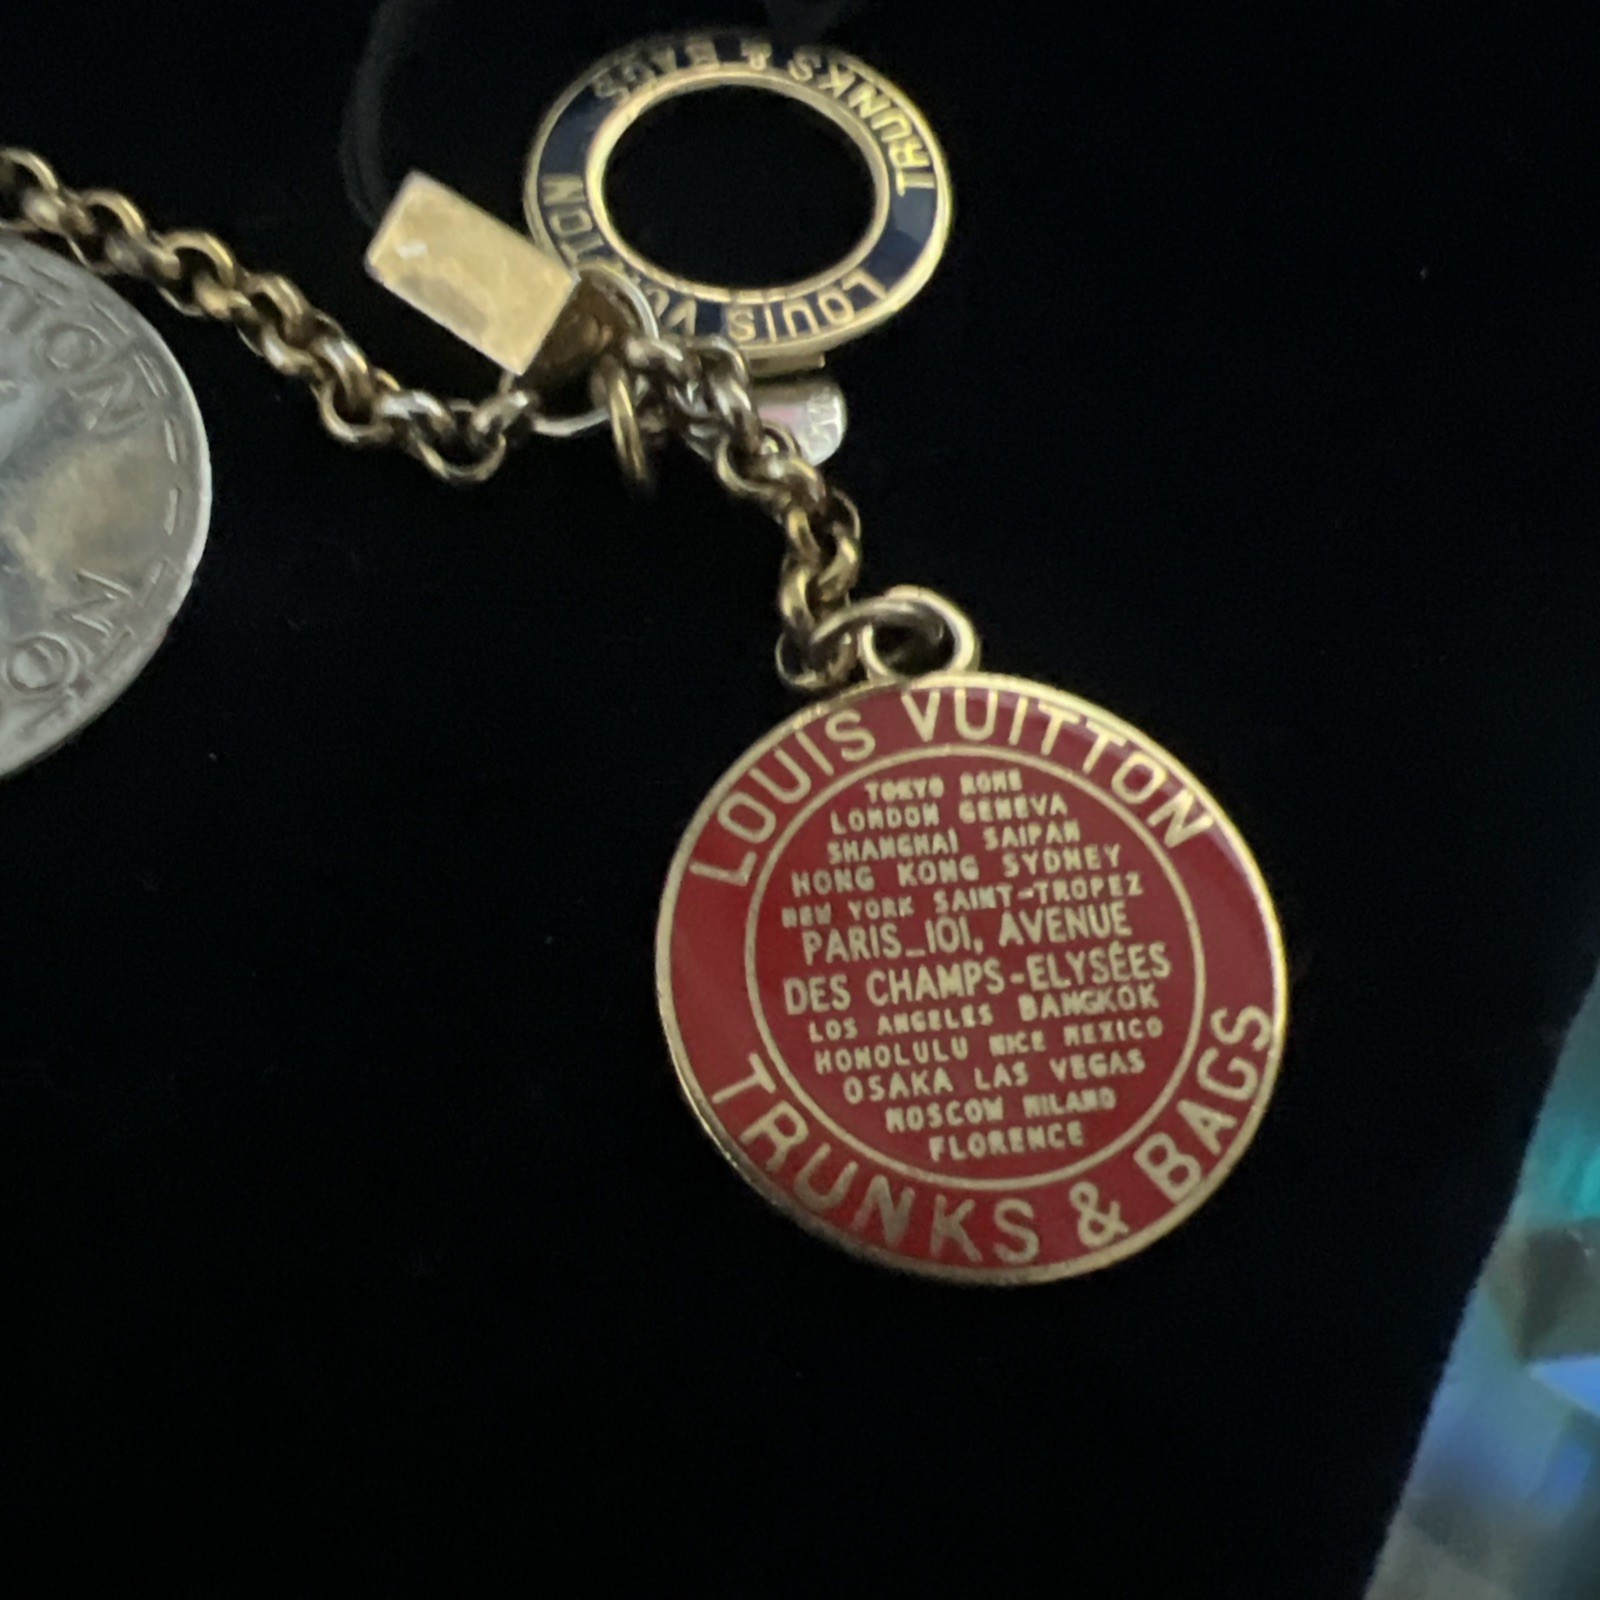 TRUNKS & BAGS
LOUIS VUITTON
TON
LOUIS VUITTON
TOKYO ROME
LONDON GENEVA
SHANGHAI SAIPAN
HONG KONG SYDNEY
NEW YORK SAINT-TROPEZ
PARIS_101, AVENUE
DES CHAMPS-ELYSÉES
LOS ANGELES BANGKOK
HONOLULU NICE MEXICO
OSAKA LAS VEGAS
MOSCOW MILANO
FLORENCE
TRUNKS & BAGS